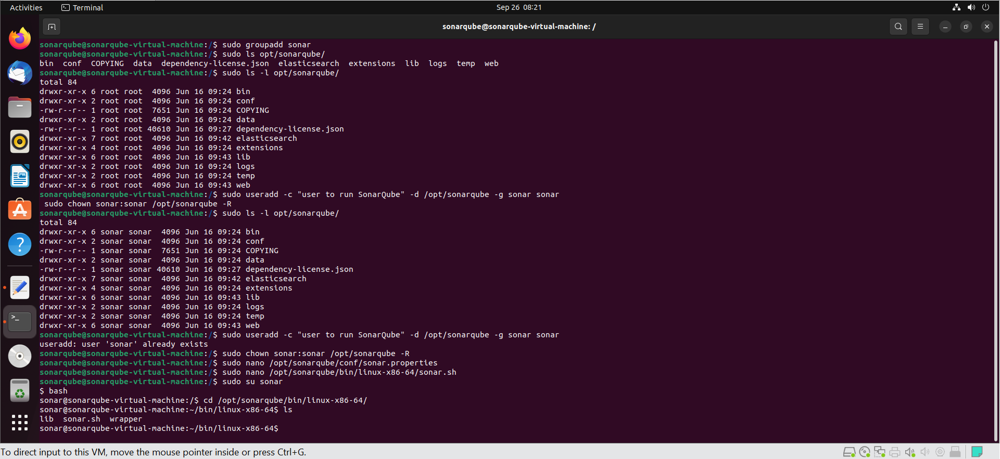 Activities Terminal Sep 26 08:21
sonarqube@sonarqube-virtual-machine: /
sonarqube@sonarqube-virtual-machine:/$ sudo groupadd sonar
sonarqube@sonarqube-virtual-machine:/$ sudo ls opt/sonarqube/
bin  conf  COPYING  data  dependency-license.json  elasticsearch  extensions  lib  logs  temp  web
sonarqube@sonarqube-virtual-machine:/$ sudo ls -l opt/sonarqube/
total 84
drwxr-xr-x 6 root root  4096 Jun 16 09:24 bin
drwxr-xr-x 2 root root  4096 Jun 16 09:24 conf
-rw-r--r-- 1 root root  7651 Jun 16 09:24 COPYING
drwxr-xr-x 2 root root  4096 Jun 16 09:24 data
-rw-r--r-- 1 root root 40610 Jun 16 09:27 dependency-license.json
drwxr-xr-x 7 root root  4096 Jun 16 09:42 elasticsearch
drwxr-xr-x 4 root root  4096 Jun 16 09:24 extensions
drwxr-xr-x 6 root root  4096 Jun 16 09:43 lib
drwxr-xr-x 2 root root  4096 Jun 16 09:24 logs
drwxr-xr-x 2 root root  4096 Jun 16 09:24 temp
drwxr-xr-x 6 root root  4096 Jun 16 09:43 web
sonarqube@sonarqube-virtual-machine:/$ sudo useradd -c "user to run SonarQube" -d /opt/sonarqube -g sonar sonar
 sudo chown sonar:sonar /opt/sonarqube -R
sonarqube@sonarqube-virtual-machine:/$ sudo ls -l opt/sonarqube/
total 84
drwxr-xr-x 6 sonar sonar  4096 Jun 16 09:24 bin
drwxr-xr-x 2 sonar sonar  4096 Jun 16 09:24 conf
-rw-r--r-- 1 sonar sonar  7651 Jun 16 09:24 COPYING
drwxr-xr-x 2 sonar sonar  4096 Jun 16 09:24 data
-rw-r--r-- 1 sonar sonar 40610 Jun 16 09:27 dependency-license.json
drwxr-xr-x 7 sonar sonar  4096 Jun 16 09:42 elasticsearch
drwxr-xr-x 4 sonar sonar  4096 Jun 16 09:24 extensions
drwxr-xr-x 6 sonar sonar  4096 Jun 16 09:43 lib
drwxr-xr-x 2 sonar sonar  4096 Jun 16 09:24 logs
drwxr-xr-x 2 sonar sonar  4096 Jun 16 09:24 temp
drwxr-xr-x 6 sonar sonar  4096 Jun 16 09:43 web
sonarqube@sonarqube-virtual-machine:/$ sudo useradd -c "user to run SonarQube" -d /opt/sonarqube -g sonar sonar
useradd: user 'sonar' already exists
sonarqube@sonarqube-virtual-machine:/$ sudo chown sonar:sonar /opt/sonarqube -R
sonarqube@sonarqube-virtual-machine:/$ sudo nano /opt/sonarqube/conf/sonar.properties
sonarqube@sonarqube-virtual-machine:/$ sudo nano /opt/sonarqube/bin/linux-x86-64/sonar.sh
sonarqube@sonarqube-virtual-machine:/$ sudo su sonar
$ bash
sonar@sonarqube-virtual-machine:/$ cd /opt/sonarqube/bin/linux-x86-64/
sonar@sonarqube-virtual-machine:~/bin/linux-x86-64$ ls
lib  sonar.sh  wrapper
sonar@sonarqube-virtual-machine:~/bin/linux-x86-64$
To direct input to this VM, move the mouse pointer inside or press Ctrl+G.